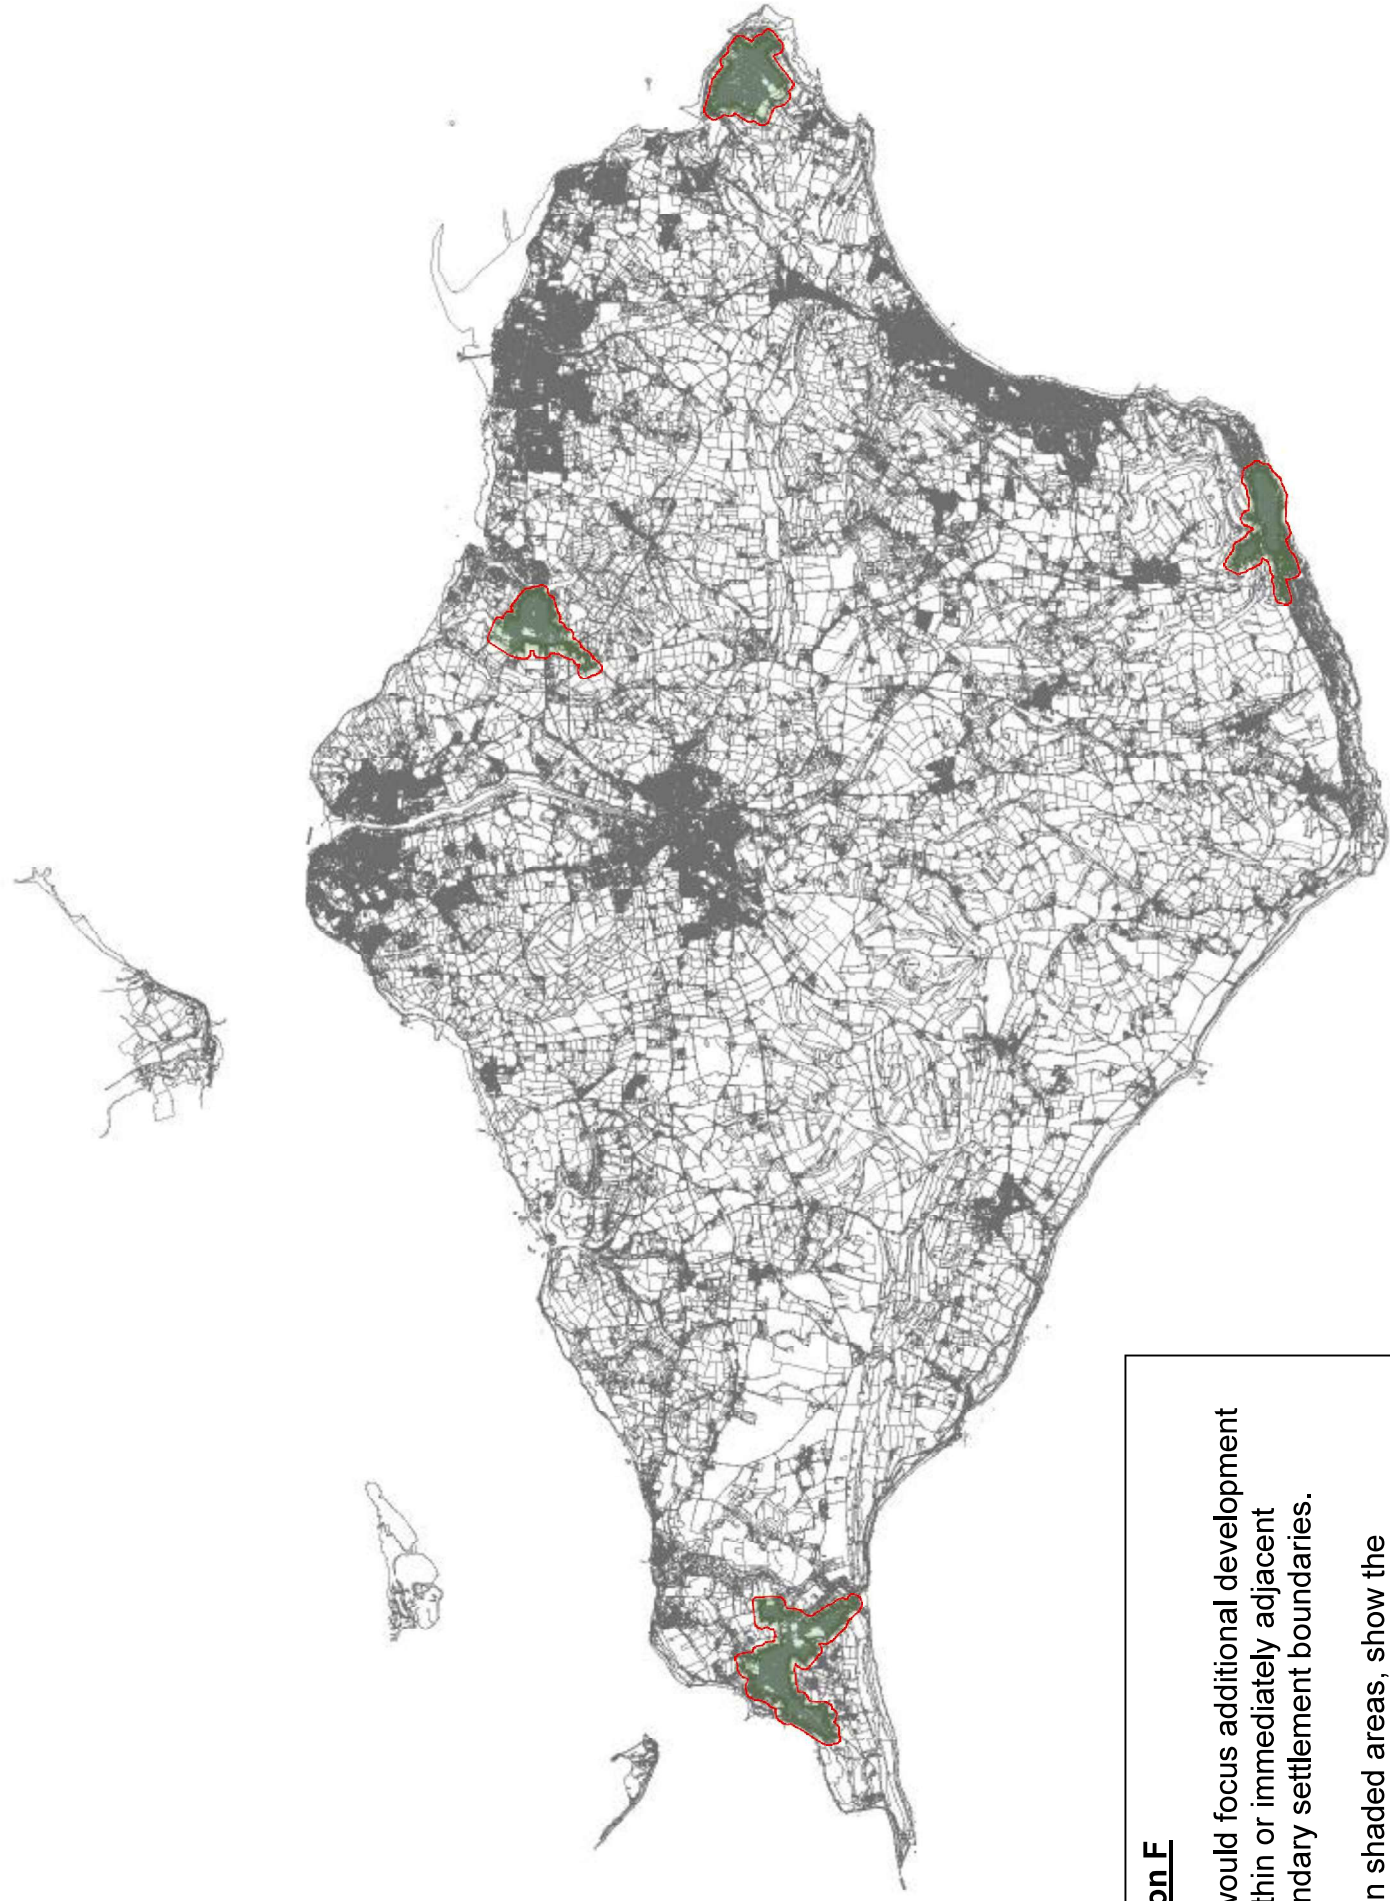 on F
would focus additional development
thin or immediately adjacent
ndary settlement boundaries.
n shaded areas, show the